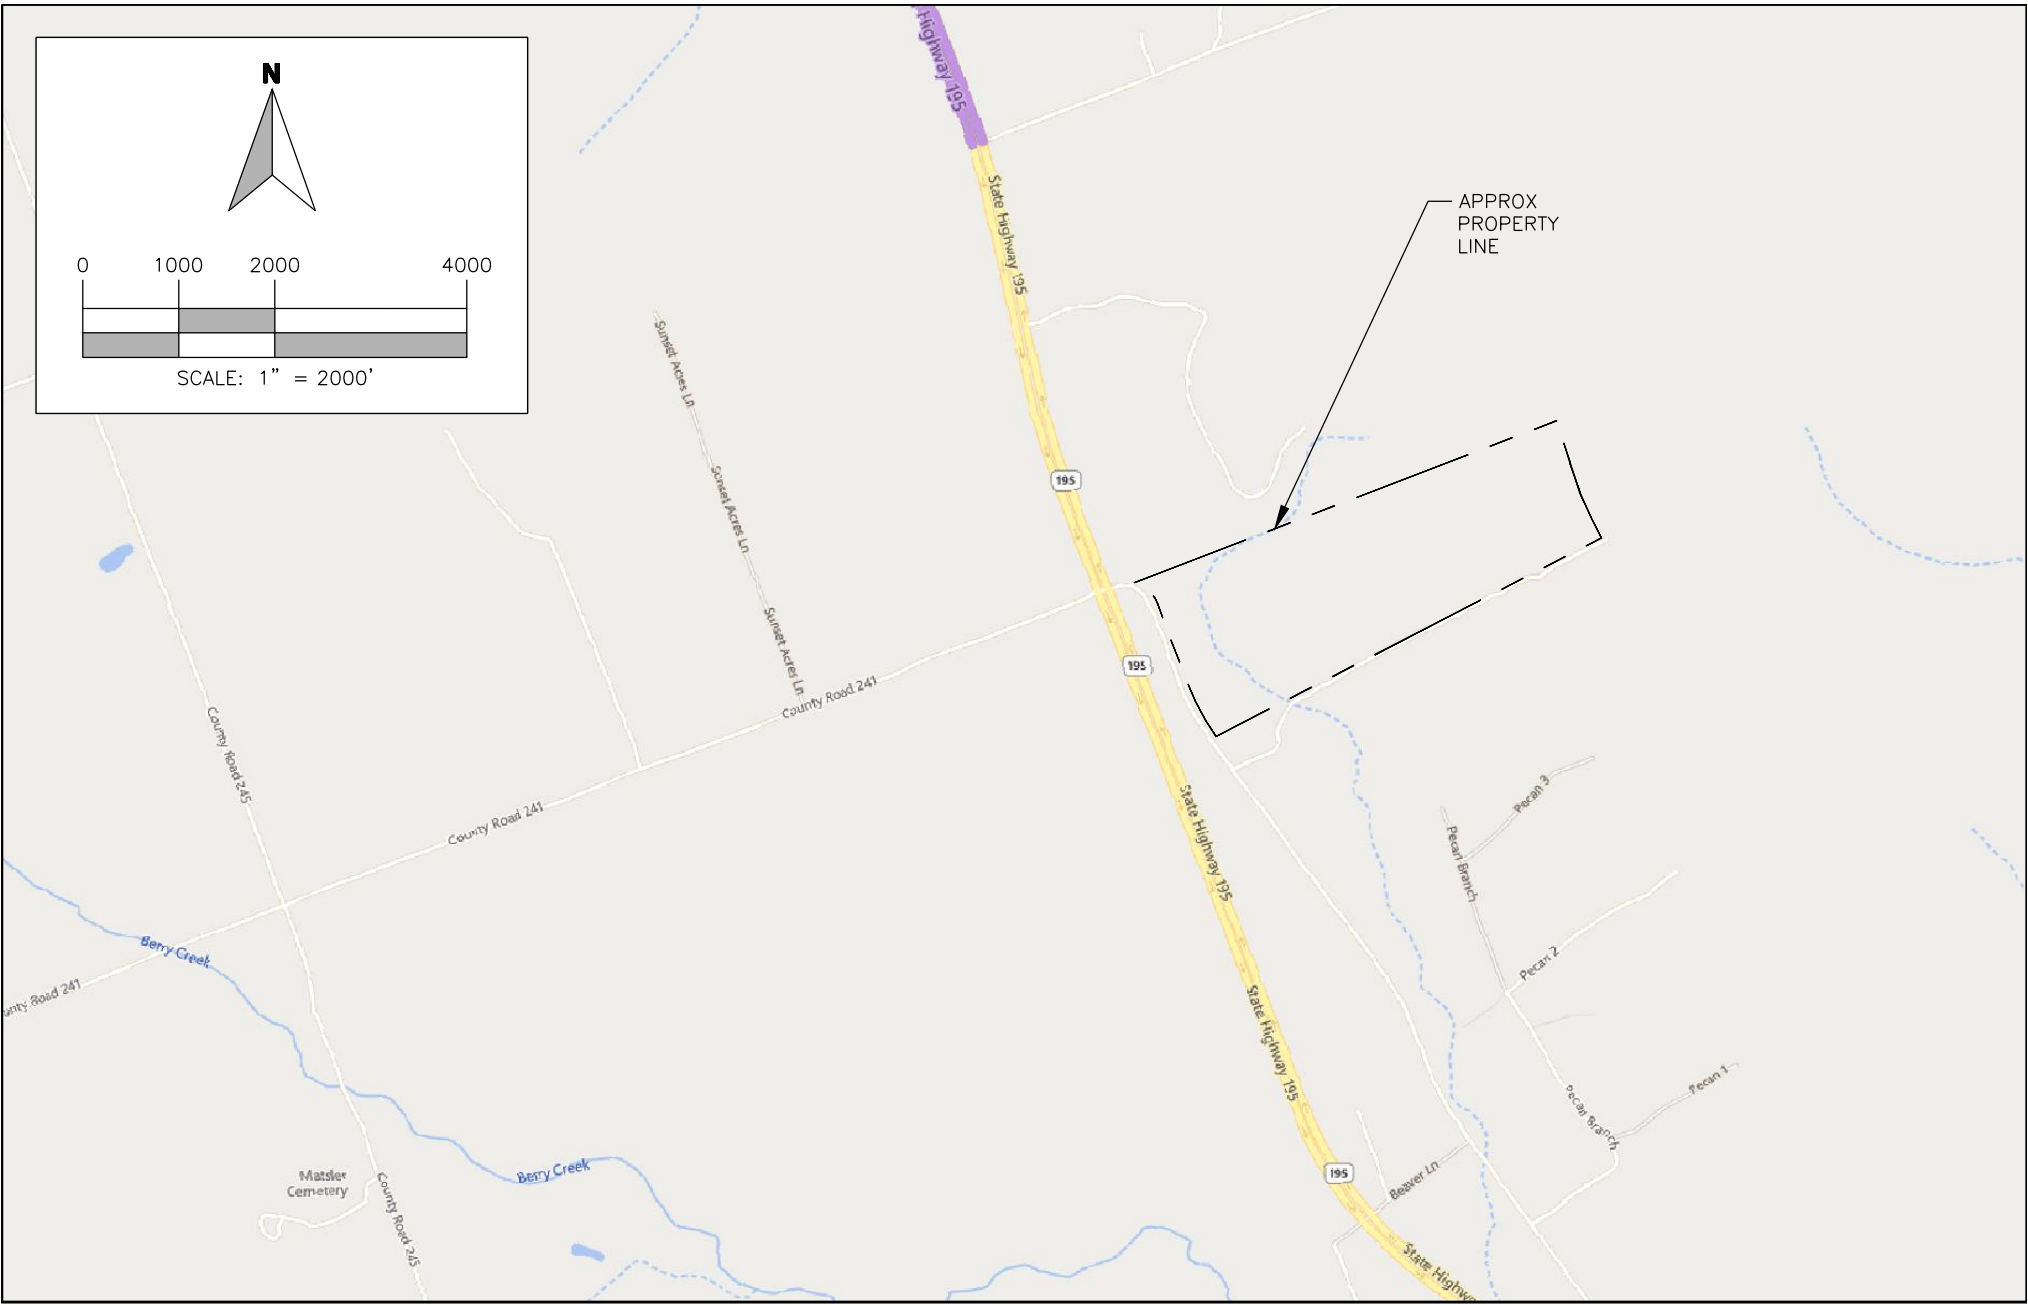 N
0 1000 2000 4000
SCALE: 1" = 2000'
Highway 195
State Highway 195
APPROX
PROPERTY
LINE
Sunset Acres Ln
Sunset Acres Ln
Sunset Acres Ln
195
195
County Road 241
County Road 245
County Road 241
State Highway 195
Pecan 3
Pecan Branch
Berry Creek
Pecan 2
unty Road 241
State Highway 195
Pecan 1
Pecan Branch
Berry Creek
Matsler
Cemetery
195
Beaver Ln
County Road 245
State Highw